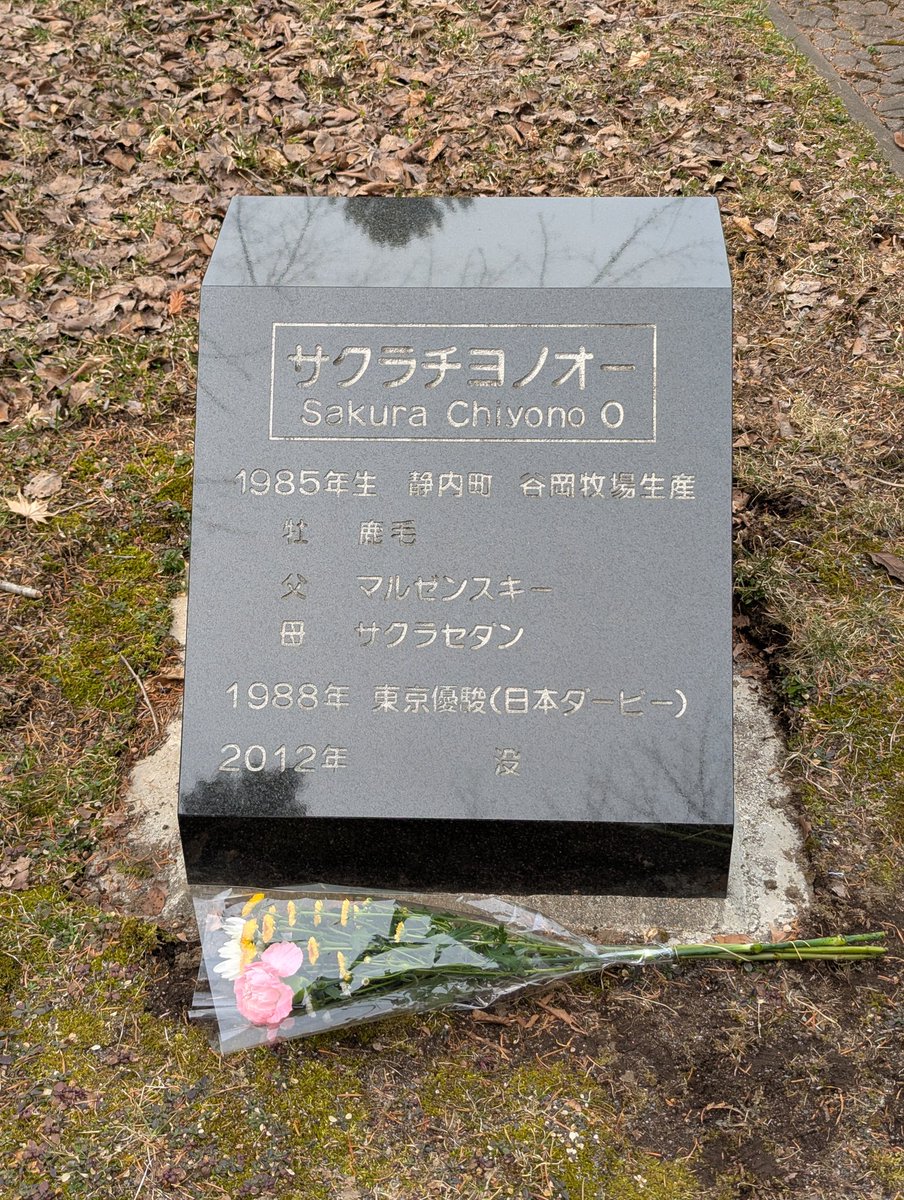 サクラチヨノオー
Sakura Chiyono O
1985年生 静内町 谷岡牧場生産
牡 鹿毛
父 マルゼンスキー
母 サクラセダン
1988年 東京優駿(日本ダービー)
2012年 没